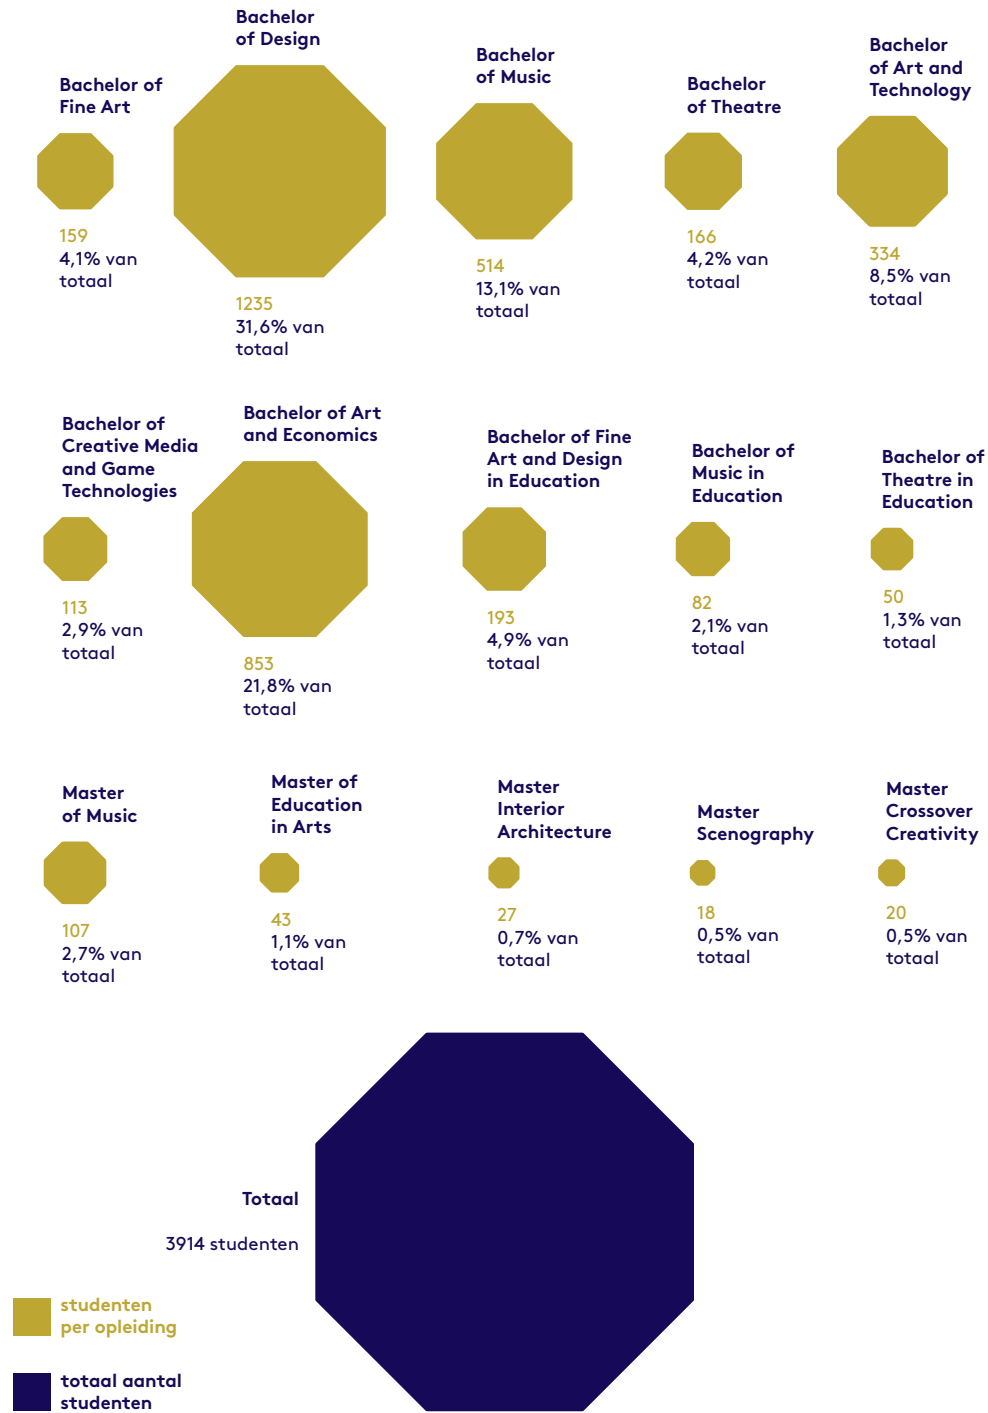 Bachelor of
Fine Art
159
4,1% van
totaal
Bachelor
of Design
1235
31,6% van
totaal
Bachelor
of Music
514
13,1% van
totaal
Bachelor
of Theatre
166
4,2% van
totaal
Bachelor
of Art and
Technology
334
8,5% van
totaal
Bachelor of
Creative Media
and Game
Technologies
113
2,9% van
totaal
Bachelor of Art
and Economics
853
21,8% van
totaal
Bachelor of Fine
Art and Design
in Education
193
4,9% van
totaal
Bachelor of
Music in
Education
82
2,1% van
totaal
Bachelor of
Theatre in
Education
50
1,3% van
totaal
Master
of Music
107
2,7% van
totaal
Master of
Education
in Arts
43
1,1% van
totaal
Master
Interior
Architecture
27
0,7% van
totaal
Master
Scenography
18
0,5% van
totaal
Master
Crossover
Creativity
20
0,5% van
totaal
Totaal
3914 studenten
studenten
per opleiding
totaal aantal
studenten